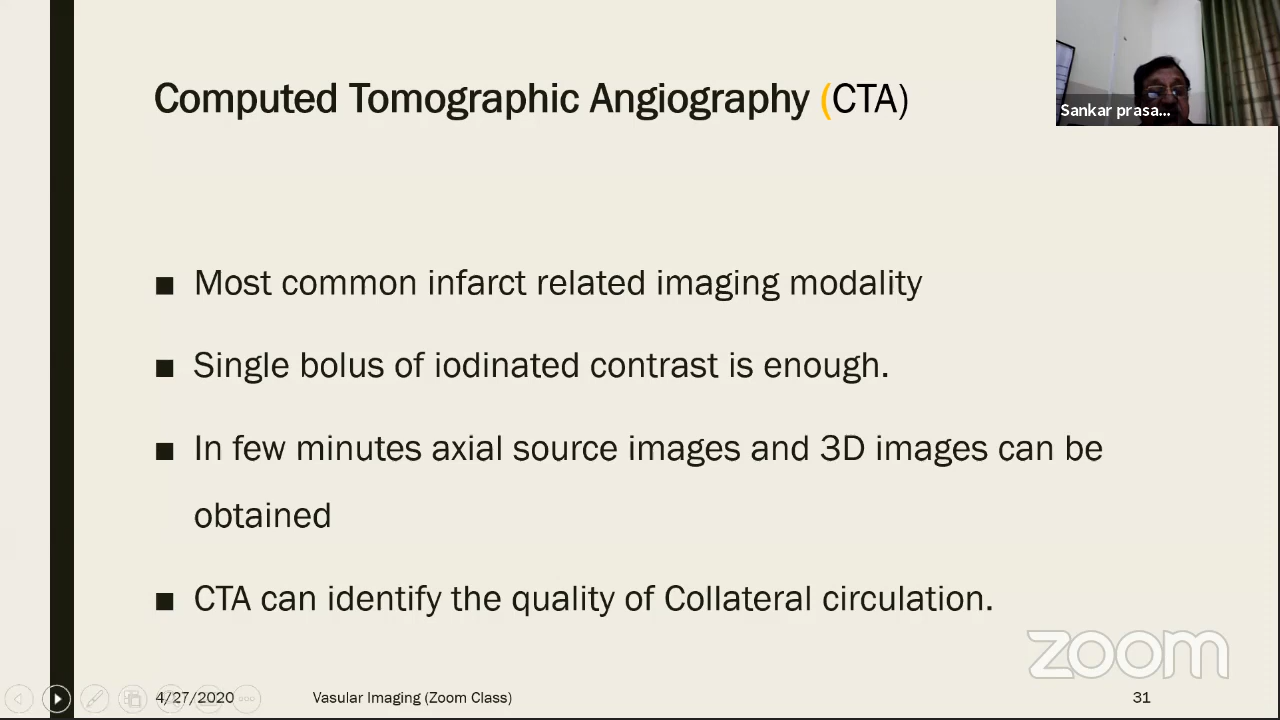 Computed Tomographic Angiography (CTA)
Sankar prasa...
■ Most common infarct related imaging modality
■ Single bolus of iodinated contrast is enough.
■ In few minutes axial source images and 3D images can be
obtained
■ CTA can identify the quality of Collateral circulation.
zoom
4/27/2020
Vasular Imaging (Zoom Class)
31